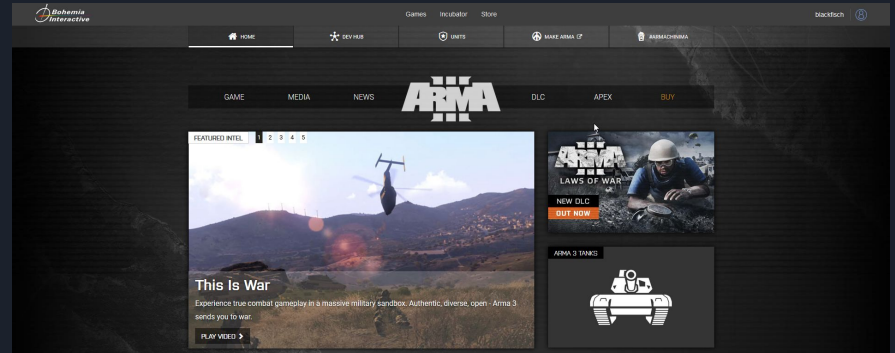 Bohemia
Interactive
Games Incubator Store
blackfisch
HOME
DEV HUB
UNITS
MAKE ARMA
#ARMACHINIMA
GAME
MEDIA
NEWS
ARMA III
DLC
APEX
BUY
FEATURED INTEL 1 2 3 4 5
This Is War
Experience true combat gameplay in a massive military sandbox. Authentic, diverse, open - Arma 3
sends you to war.
PLAY VIDEO
ARMA III
LAWS OF WAR
NEW DLC
OUT NOW
ARMA 3 TANKS